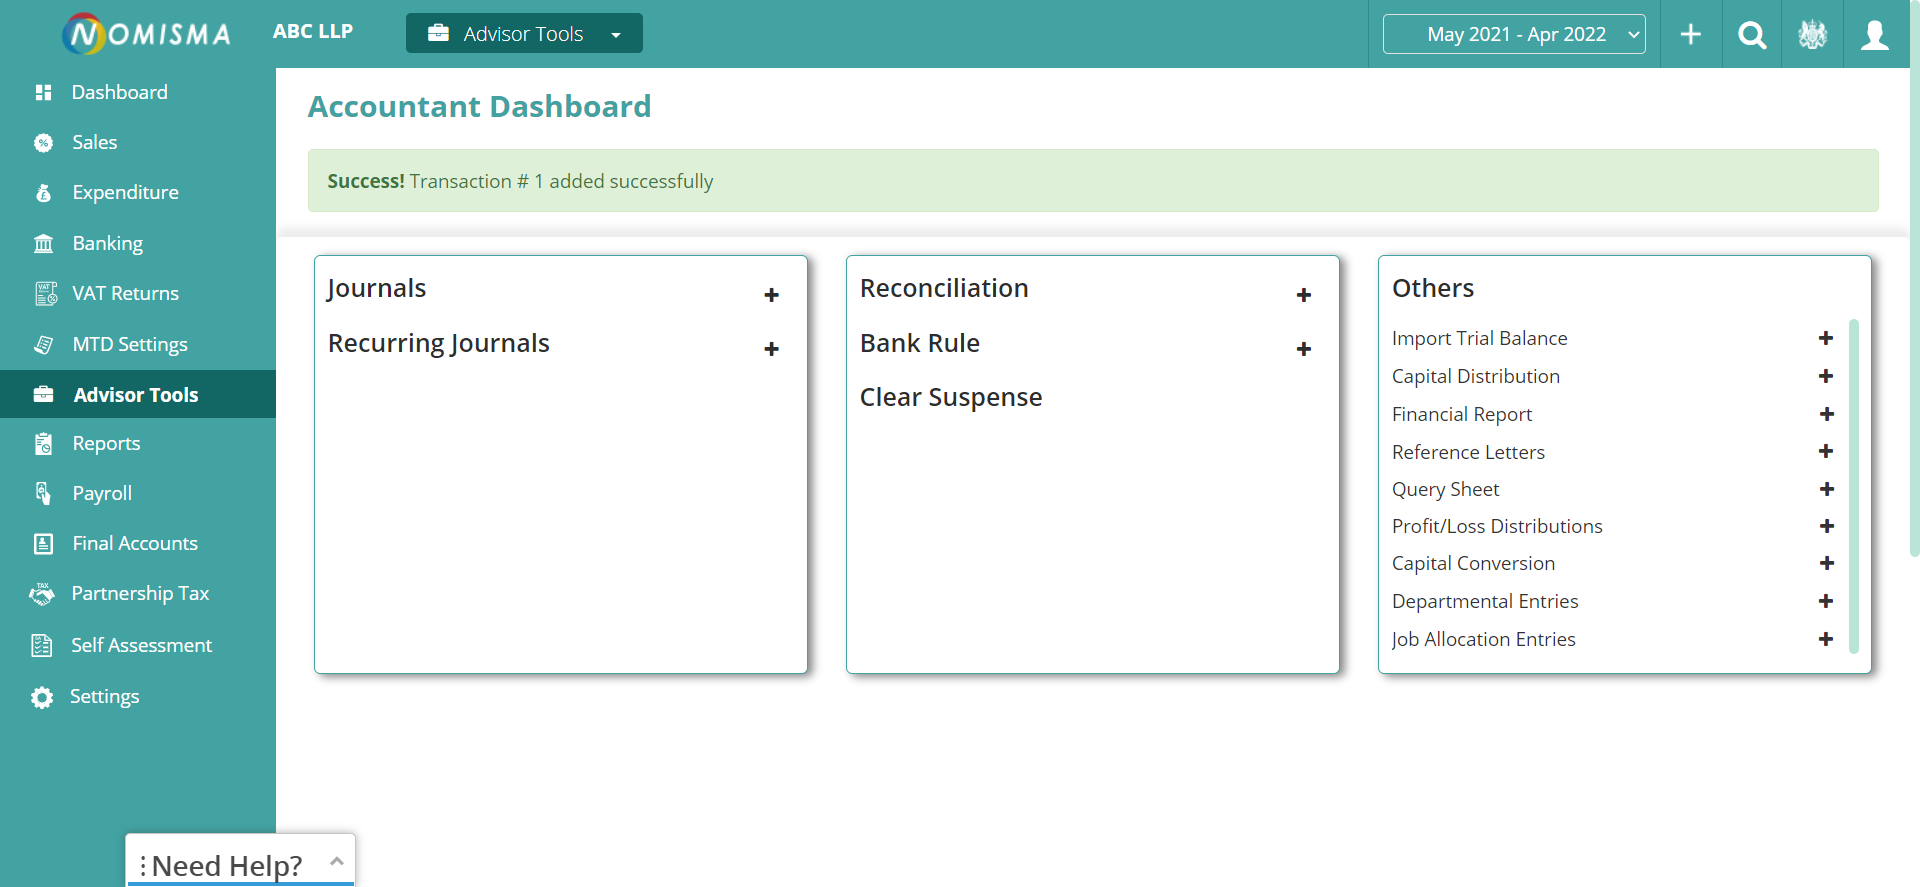 NOMISMA
ABC LLP
Advisor Tools
May 2021 - Apr 2022
Dashboard
Sales
Expenditure
Banking
VAT Returns
MTD Settings
Advisor Tools
Reports
Payroll
Final Accounts
Partnership Tax
Self Assessment
Settings
Accountant Dashboard
Success! Transaction # 1 added successfully
Journals
Recurring Journals
Reconciliation
Bank Rule
Clear Suspense
Others
Import Trial Balance
Capital Distribution
Financial Report
Reference Letters
Query Sheet
Profit/Loss Distributions
Capital Conversion
Departmental Entries
Job Allocation Entries
Need Help?